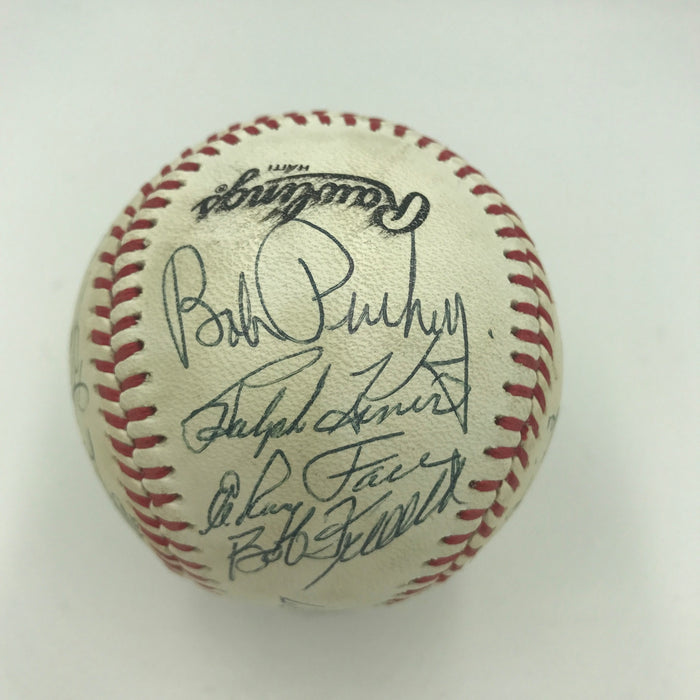 Rawlings
HAITI
Bob Purkey
Ralph Kiner
ElRoy Face
Bob Friend